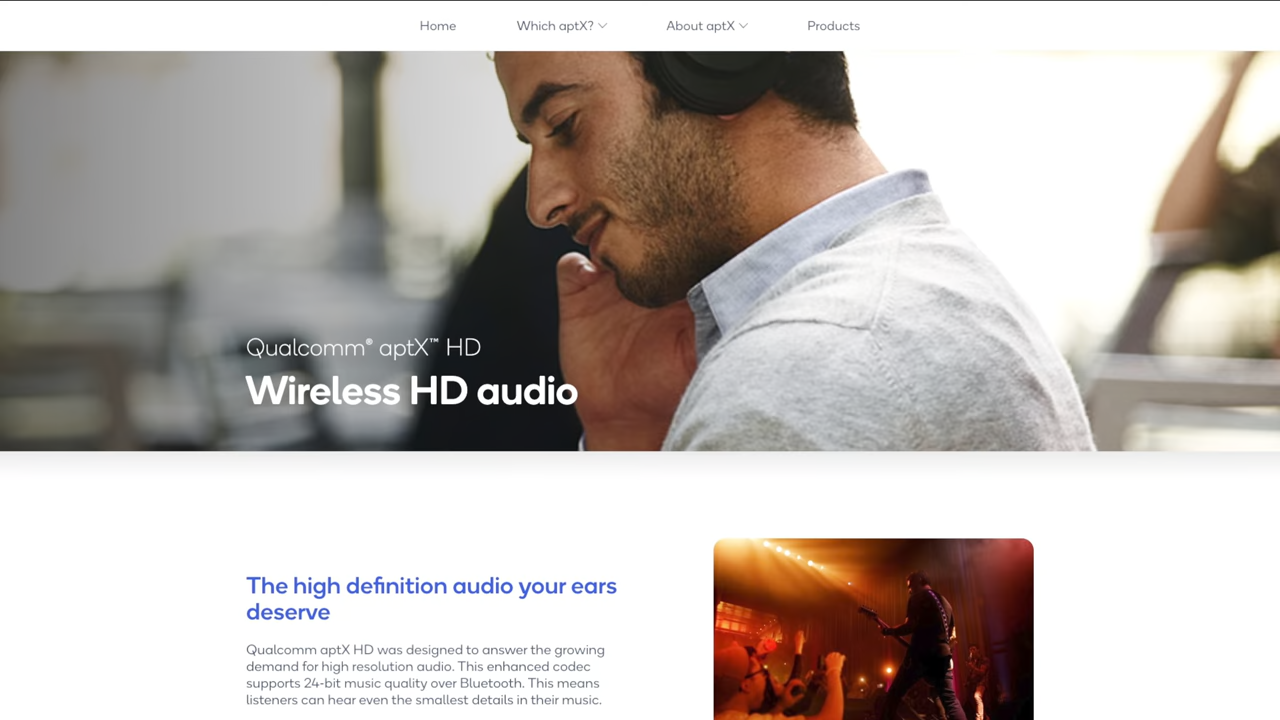 Home
Which aptX?
About aptX
Products
Qualcomm® aptX™ HD
Wireless HD audio
The high definition audio your ears
deserve
Qualcomm aptX HD was designed to answer the growing
demand for high resolution audio. This enhanced codec
supports 24-bit music quality over Bluetooth. This means
listeners can hear even the smallest details in their music.